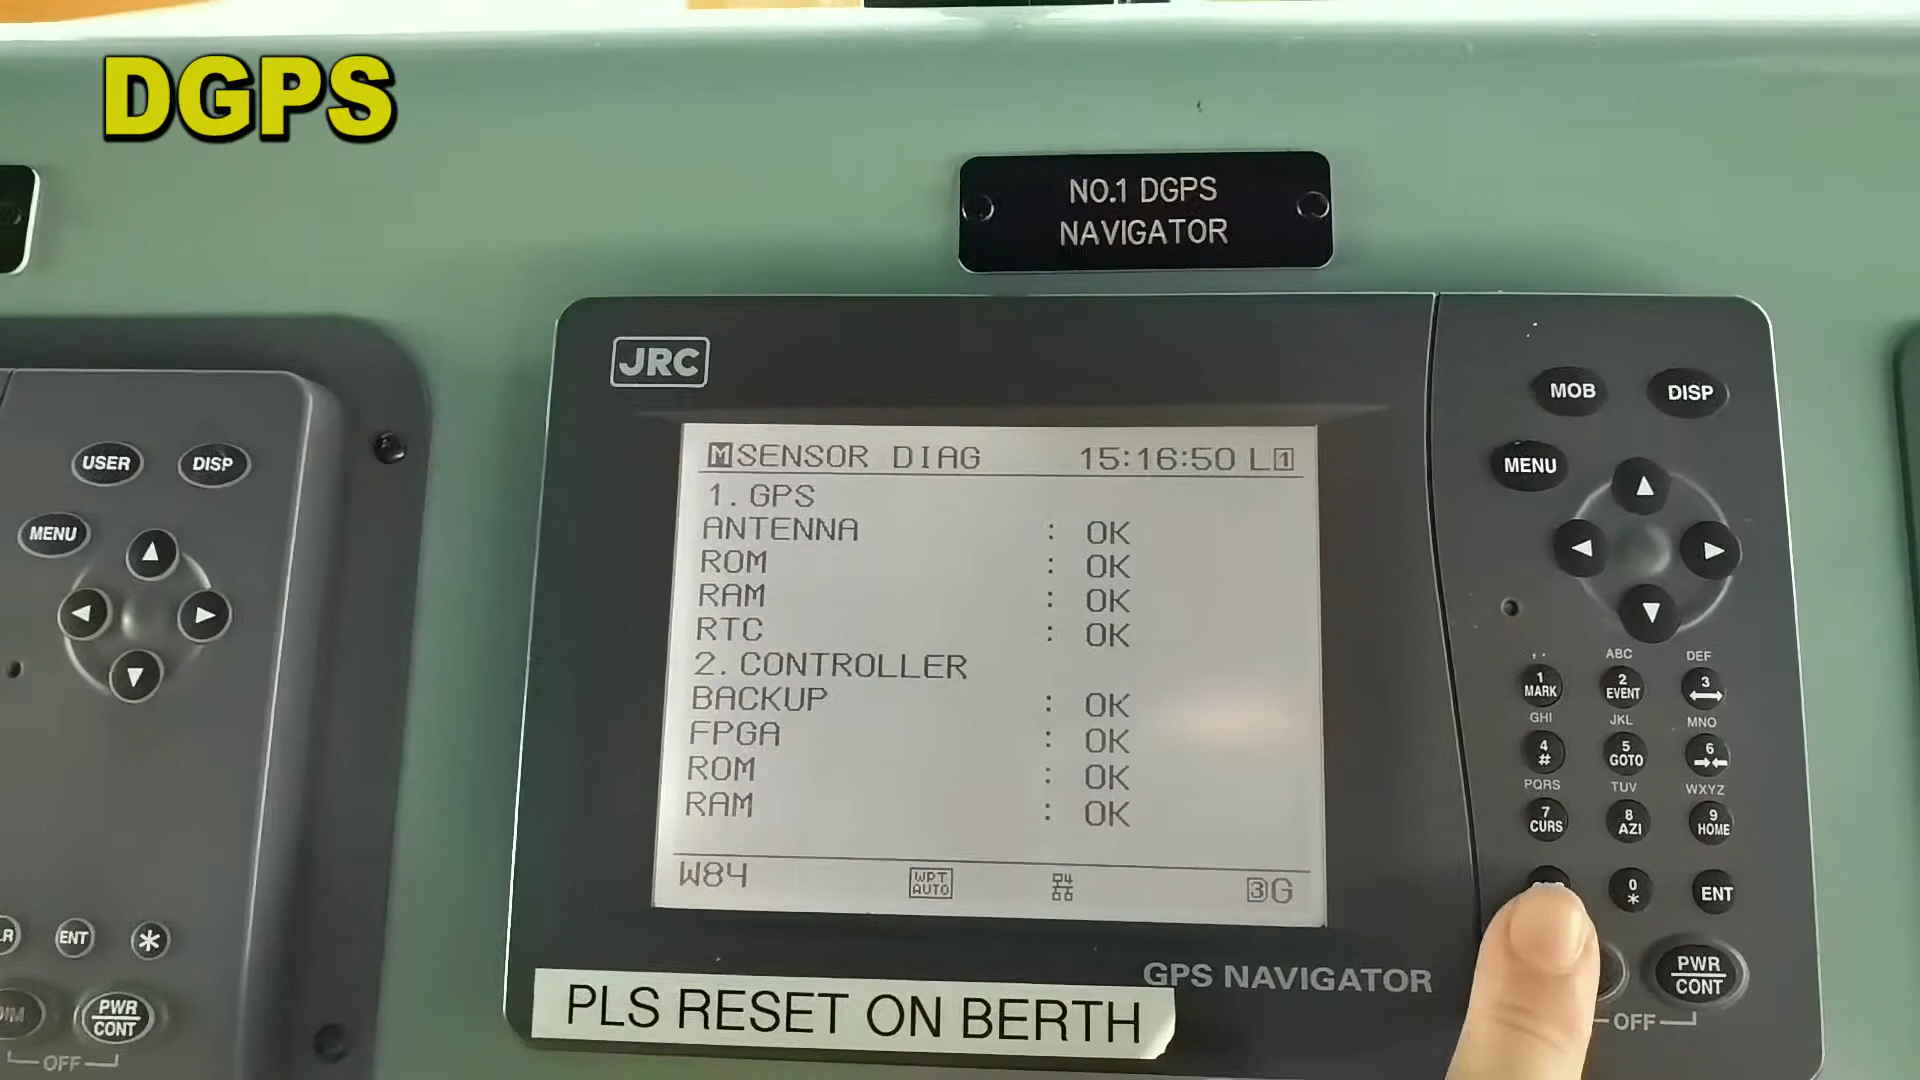 DGPS
NO.1 DGPS
NAVIGATOR
JRC
M SENSOR DIAG 15:16:50 L 1
1. GPS
ANTENNA : OK
ROM : OK
RAM : OK
RTC : OK
2. CONTROLLER
BACKUP : OK
FPGA : OK
ROM : OK
RAM : OK
W84 WPT AUTO 4 3G
GPS NAVIGATOR
PLS RESET ON BERTH
MOB DISP
MENU
, . ABC DEF
1 MARK 2 EVENT 3
GHI JKL MNO
4 # 5 GOTO 6
PQRS TUV WXYZ
7 CURS 8 AZI 9 HOME
0 * ENT
PWR CONT
OFF
USER DISP
MENU
ENT *
PWR CONT
OFF